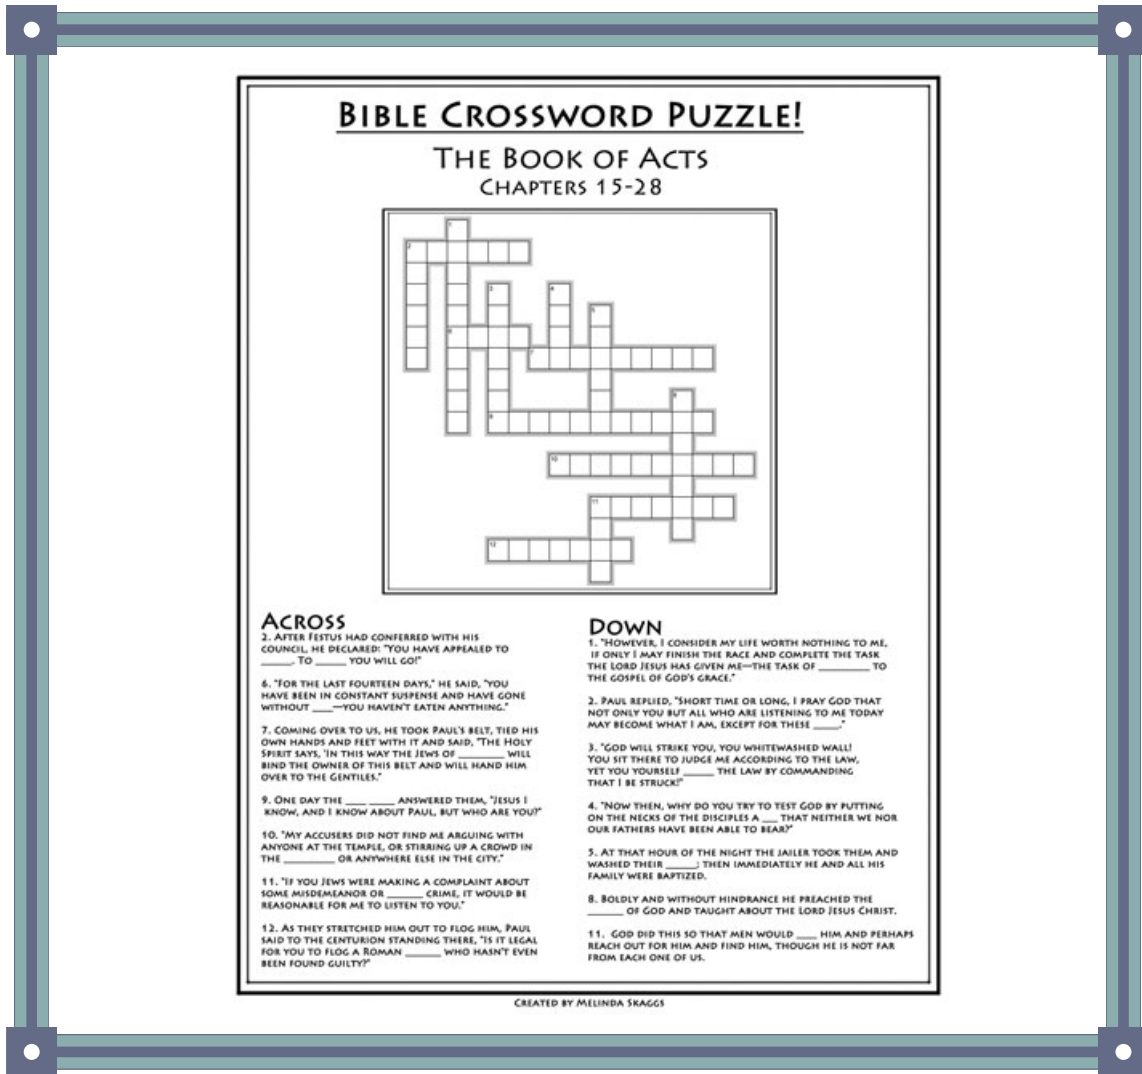 BIBLE CROSSWORD PUZZLE!
THE BOOK OF ACTS
CHAPTERS 15-28
1
2
3
4
5
6
7
8
9
10
11
12
ACROSS
2. AFTER FESTUS HAD CONFERRED WITH HIS
COUNCIL, HE DECLARED: "YOU HAVE APPEALED TO
______. TO ______ YOU WILL GO!"
6. "FOR THE LAST FOURTEEN DAYS," HE SAID, "YOU
HAVE BEEN IN CONSTANT SUSPENSE AND HAVE GONE
WITHOUT ____—YOU HAVEN'T EATEN ANYTHING."
7. COMING OVER TO US, HE TOOK PAUL'S BELT, TIED HIS
OWN HANDS AND FEET WITH IT AND SAID, "THE HOLY
SPIRIT SAYS, 'IN THIS WAY THE JEWS OF _________ WILL
BIND THE OWNER OF THIS BELT AND WILL HAND HIM
OVER TO THE GENTILES."
9. ONE DAY THE ____ _____ ANSWERED THEM, "JESUS I
KNOW, AND I KNOW ABOUT PAUL, BUT WHO ARE YOU?"
10. "MY ACCUSERS DID NOT FIND ME ARGUING WITH
ANYONE AT THE TEMPLE, OR STIRRING UP A CROWD IN
THE __________ OR ANYWHERE ELSE IN THE CITY."
11. "IF YOU JEWS WERE MAKING A COMPLAINT ABOUT
SOME MISDEMEANOR OR _______ CRIME, IT WOULD BE
REASONABLE FOR ME TO LISTEN TO YOU."
12. AS THEY STRETCHED HIM OUT TO FLOG HIM, PAUL
SAID TO THE CENTURION STANDING THERE, "IS IT LEGAL
FOR YOU TO FLOG A ROMAN _______ WHO HASN'T EVEN
BEEN FOUND GUILTY?"
DOWN
1. "HOWEVER, I CONSIDER MY LIFE WORTH NOTHING TO ME,
IF ONLY I MAY FINISH THE RACE AND COMPLETE THE TASK
THE LORD JESUS HAS GIVEN ME—THE TASK OF __________ TO
THE GOSPEL OF GOD'S GRACE."
2. PAUL REPLIED, "SHORT TIME OR LONG, I PRAY GOD THAT
NOT ONLY YOU BUT ALL WHO ARE LISTENING TO ME TODAY
MAY BECOME WHAT I AM, EXCEPT FOR THESE _____."
3. "GOD WILL STRIKE YOU, YOU WHITEWASHED WALL!
YOU SIT THERE TO JUDGE ME ACCORDING TO THE LAW,
YET YOU YOURSELF ______ THE LAW BY COMMANDING
THAT I BE STRUCK!"
4. "NOW THEN, WHY DO YOU TRY TO TEST GOD BY PUTTING
ON THE NECKS OF THE DISCIPLES A ___ THAT NEITHER WE NOR
OUR FATHERS HAVE BEEN ABLE TO BEAR?"
5. AT THAT HOUR OF THE NIGHT THE JAILER TOOK THEM AND
WASHED THEIR ______; THEN IMMEDIATELY HE AND ALL HIS
FAMILY WERE BAPTIZED.
8. BOLDLY AND WITHOUT HINDRANCE HE PREACHED THE
_______ OF GOD AND TAUGHT ABOUT THE LORD JESUS CHRIST.
11. GOD DID THIS SO THAT MEN WOULD ____ HIM AND PERHAPS
REACH OUT FOR HIM AND FIND HIM, THOUGH HE IS NOT FAR
FROM EACH ONE OF US.
CREATED BY MELINDA SKAGGS